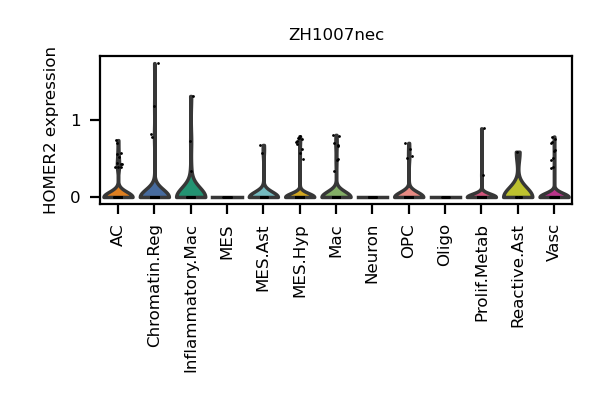 ZH1007nec
HOMER2 expression
1
0
AC
Chromatin.Reg
Inflammatory.Mac
MES
MES.Ast
MES.Hyp
Mac
Neuron
OPC
Oligo
Prolif.Metab
Reactive.Ast
Vasc